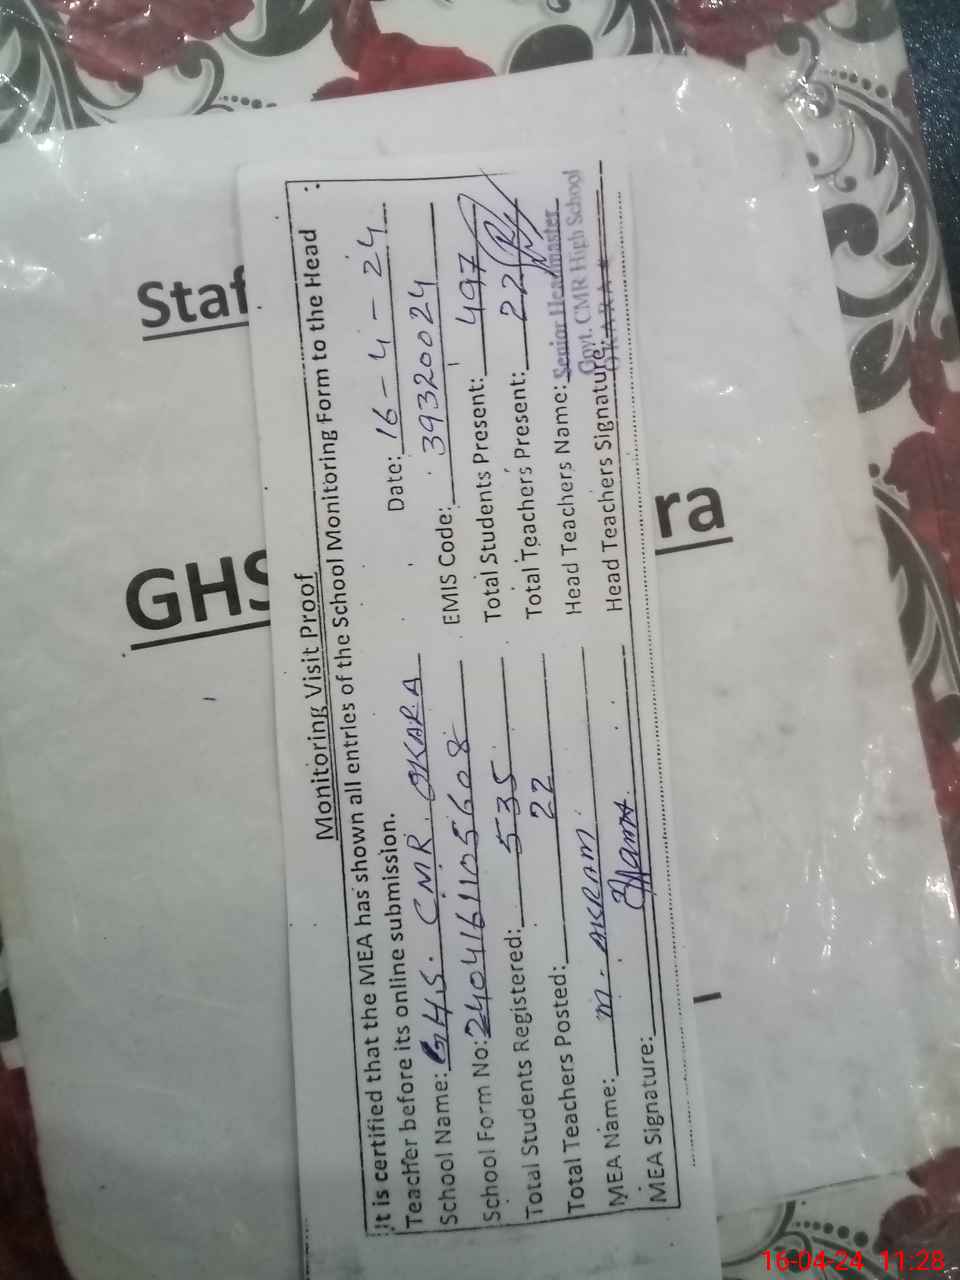 Staf
GHS
ra
Monitoring Visit Proof
It is certified that the MEA has shown all entries of the School Monitoring Form to the Head
Teacher before its online submission.
Date: 16-4-24
School Name: GHS. CMR. OKARA
EMIS Code: 39320024
School Form No: 2404161105608
Total Students Present: 497
Total Students Registered: 535
Total Teachers Present: 22
Total Teachers Posted: 22
Head Teachers Name: Senior Headmaster
Govt. CMR High School
OKARA
MEA Name: M. AKRAM
Head Teachers Signature:
MEA Signature:
16-04-24 11:28